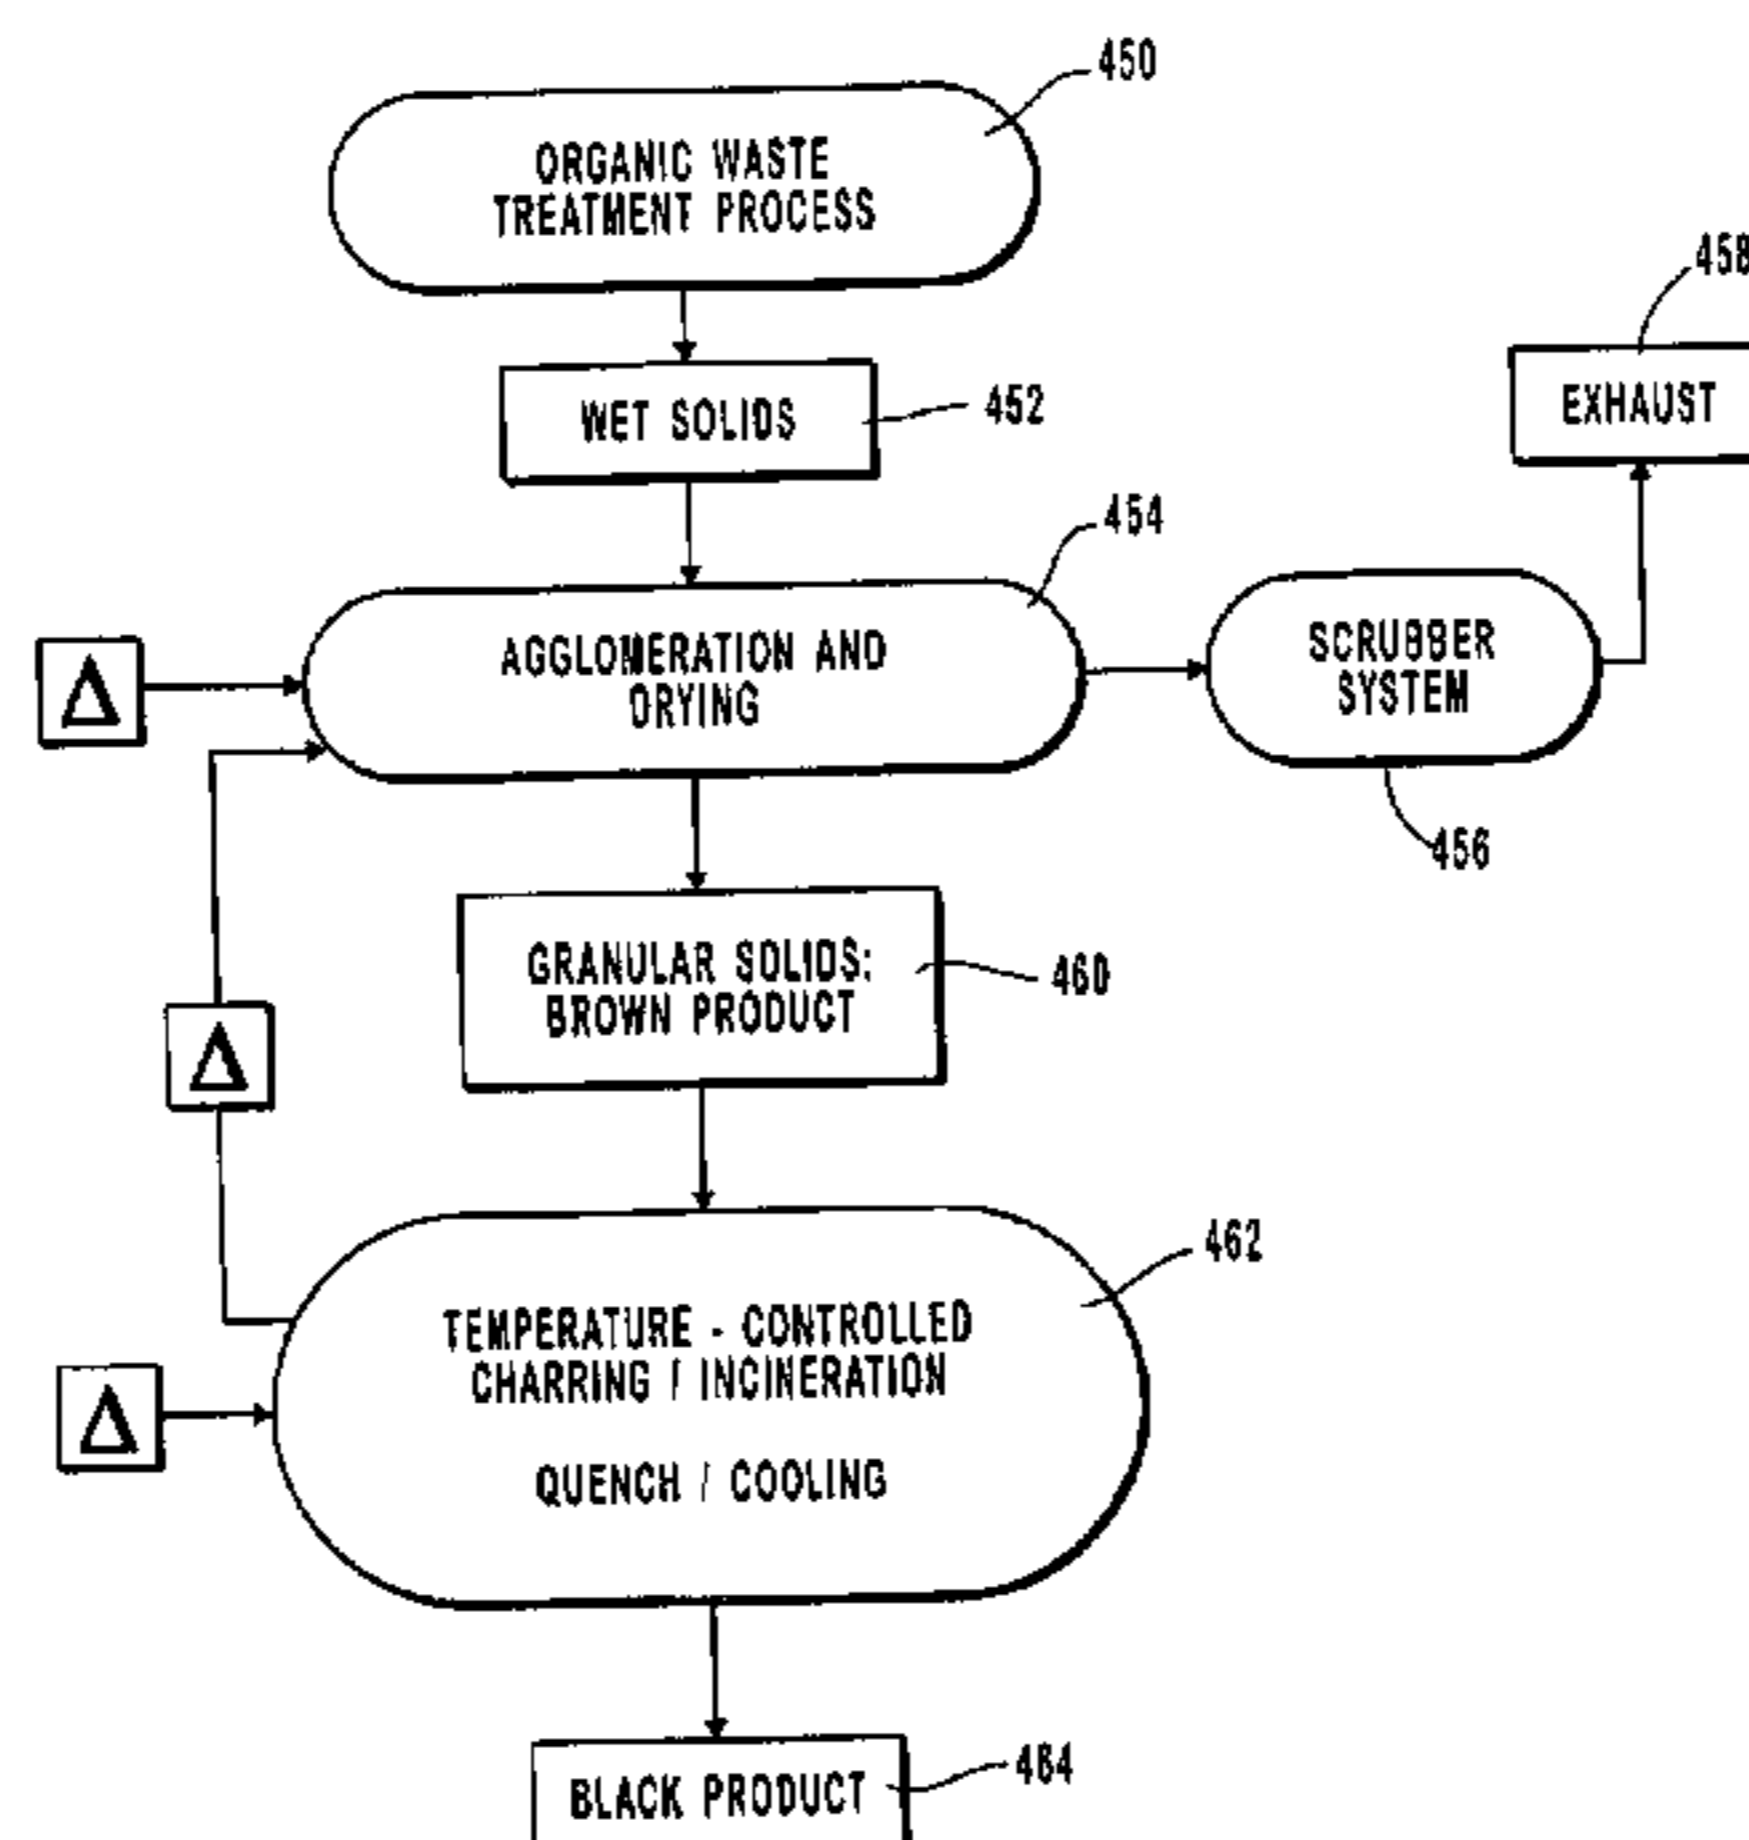 450
ORGANIC WASTE
TREATMENT PROCESS
458
EXHAUST
WET SOLIDS
452
454
AGGLOMERATION AND
DRYING
SCRUBBER
SYSTEM
Δ
456
GRANULAR SOLIDS:
BROWN PRODUCT
460
Δ
462
TEMPERATURE - CONTROLLED
CHARRING / INCINERATION
QUENCH / COOLING
Δ
BLACK PRODUCT
464